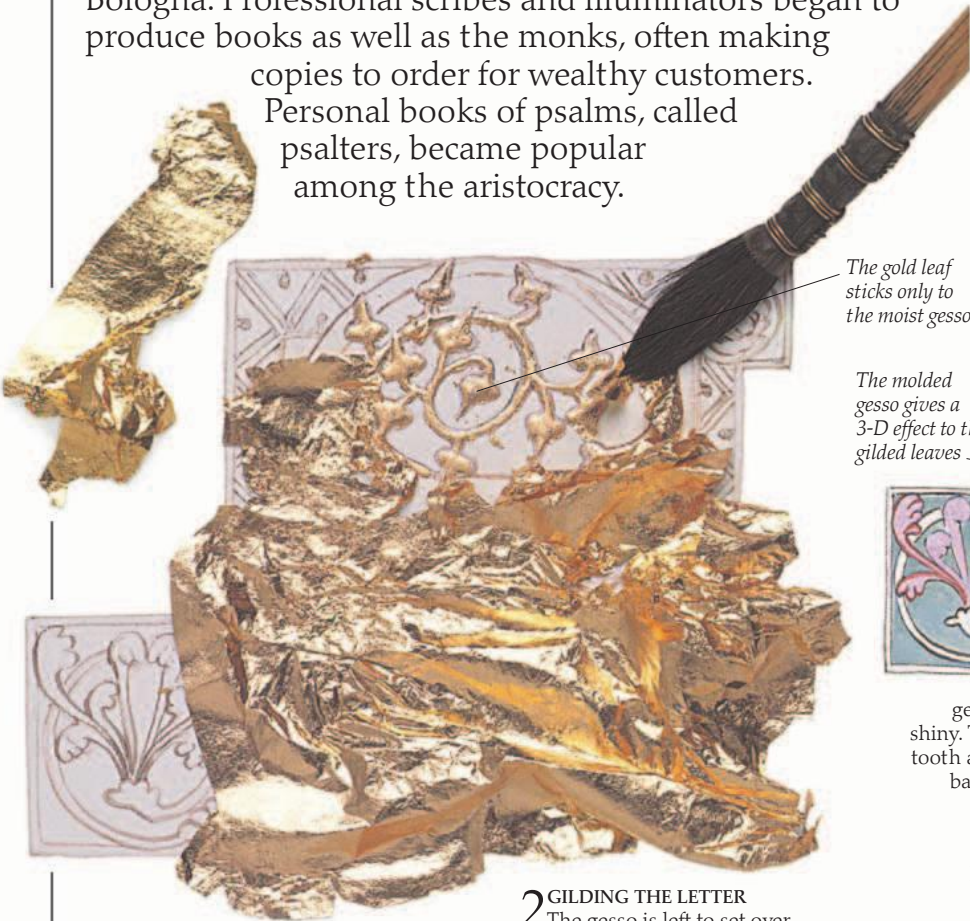 Bologna. Professional scribes and illuminators began to
produce books as well as the monks, often making
copies to order for wealthy customers.
Personal books of psalms, called
psalters, became popular
among the aristocracy.
The gold leaf
sticks only to
the moist gesso
The molded
gesso gives a
3-D effect to
gilded leaves
shiny.
tooth
2 GILDING THE LETTER
The gesso is left to set over